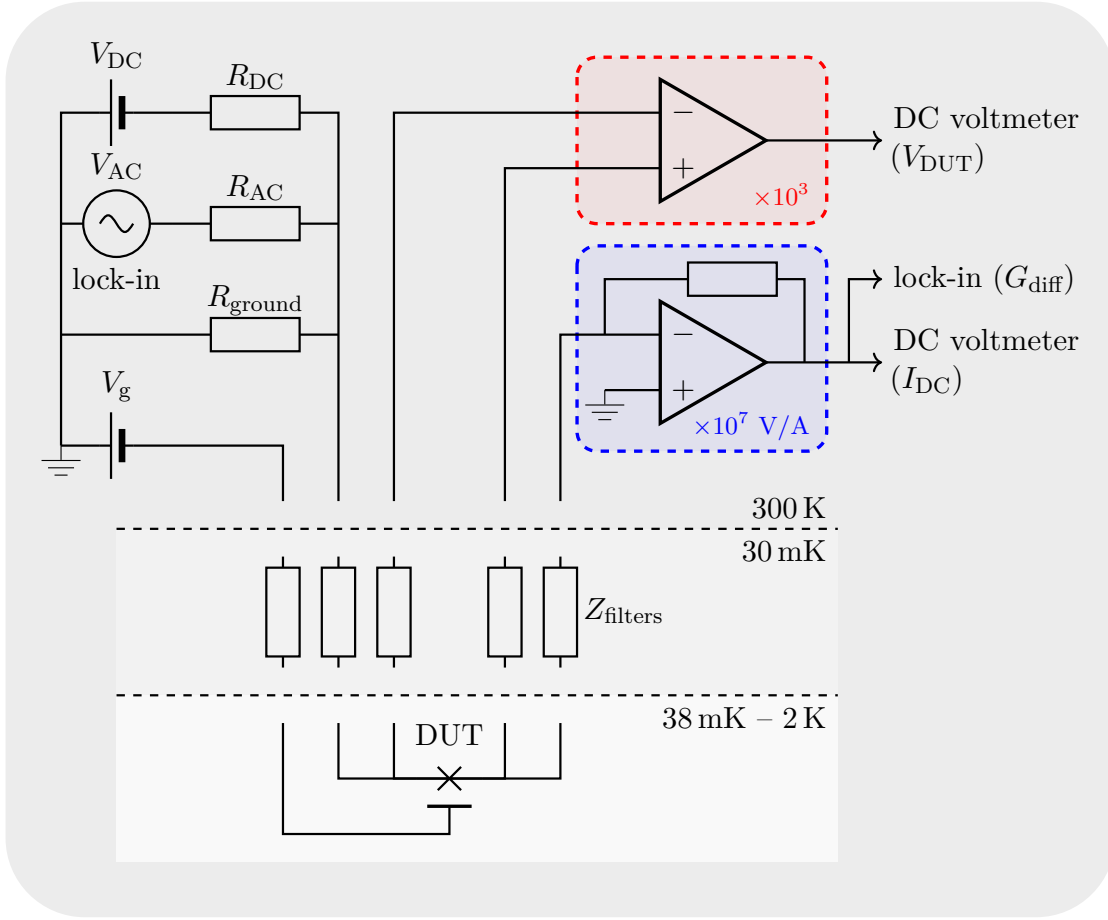 V_DC
R_DC
V_AC
R_AC
lock-in
R_ground
V_g
−
+
×10³
DC voltmeter
(V_DUT)
−
+
×10⁷ V/A
lock-in (G_diff)
DC voltmeter
(I_DC)
300 K
30 mK
Z_filters
38 mK – 2 K
DUT